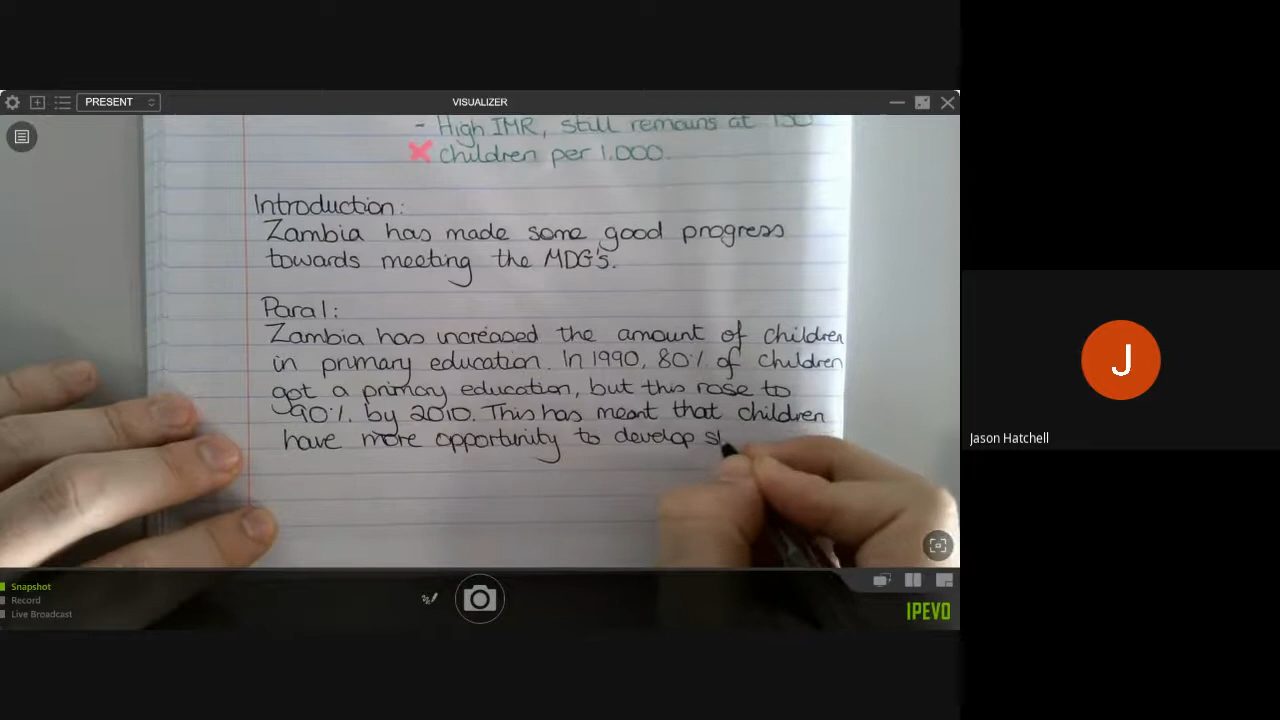 PRESENT
VISUALIZER
- High IMR, still remains at 150
children per 1.000.
Introduction:
Zambia has made some good progress
towards meeting the MDG's.
Para 1:
Zambia has increased the amount of children
in primary education. In 1990, 80% of children
got a primary education, but this rose to
90% by 2010. This has meant that children
have more opportunity to develop
Snapshot
Record
Live Broadcast
IPEVO
J
Jason Hatchell